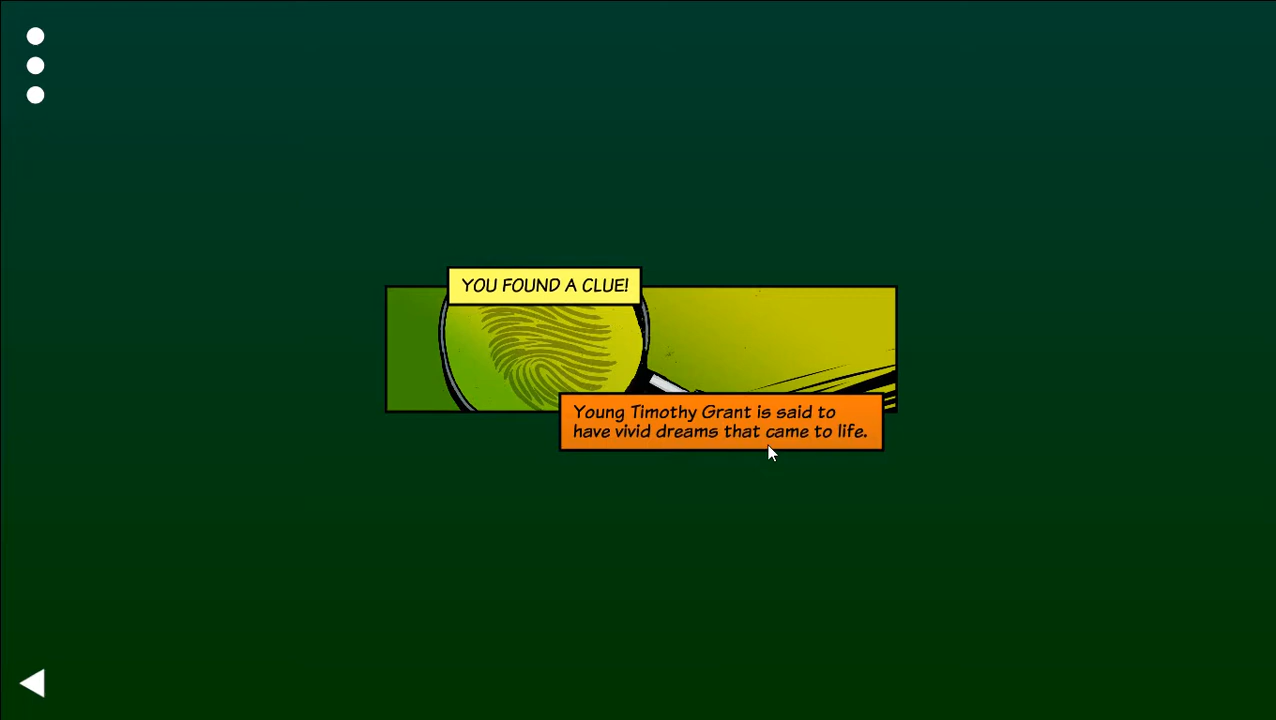 YOU FOUND A CLUE!
Young Timothy Grant is said to
have vivid dreams that came to life.